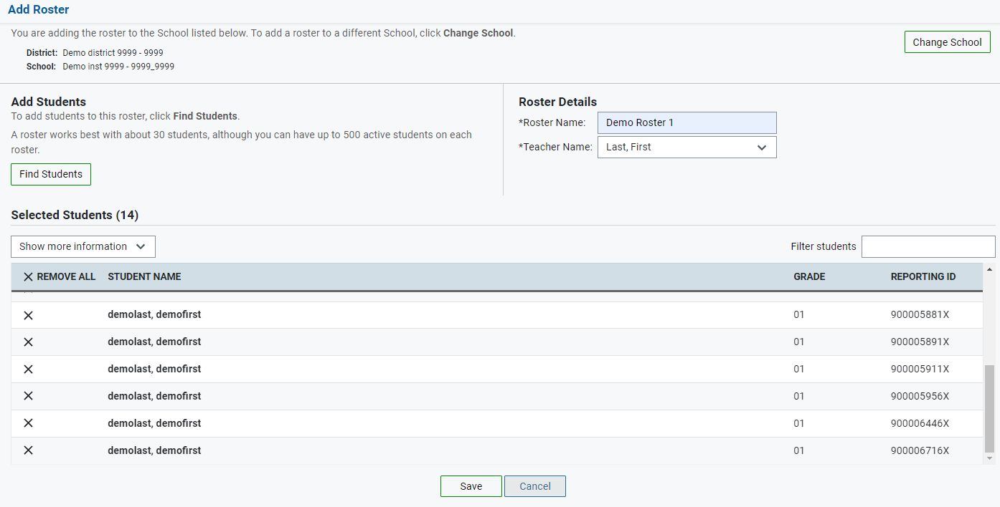 Add Roster
You are adding the roster to the School listed below. To add a roster to a different School, click Change School.
Change School
District: Demo district 9999 - 9999
School: Demo inst 9999 - 9999_9999
Add Students
To add students to this roster, click Find Students.
A roster works best with about 30 students, although you can have up to 500 active students on each
roster.
Find Students
Roster Details
*Roster Name: Demo Roster 1
*Teacher Name: Last, First
Selected Students (14)
Show more information
Filter students
REMOVE ALL STUDENT NAME GRADE REPORTING ID
demolast, demofirst 01 900005881X
demolast, demofirst 01 900005891X
demolast, demofirst 01 900005911X
demolast, demofirst 01 900005956X
demolast, demofirst 01 900006446X
demolast, demofirst 01 900006716X
Save Cancel